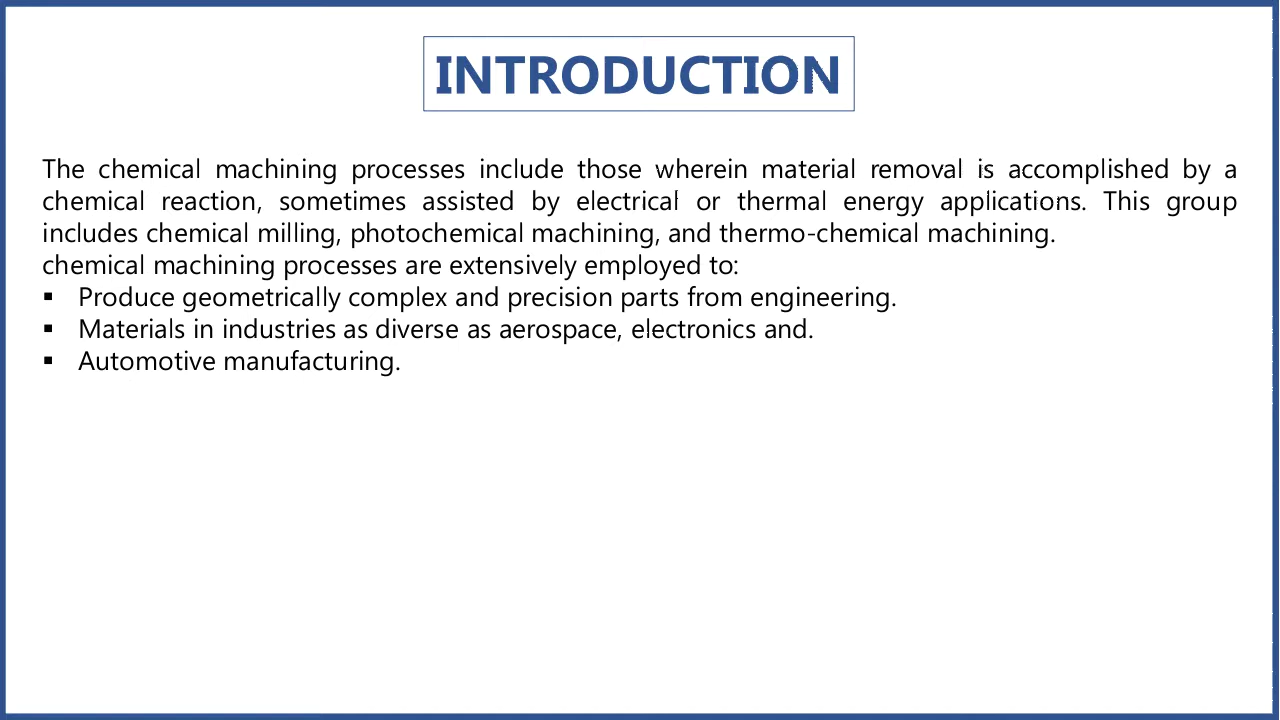 INTRODUCTION
The chemical machining processes include those wherein material removal is accomplished by a
chemical reaction, sometimes assisted by electrical or thermal energy applications. This group
includes chemical milling, photochemical machining, and thermo-chemical machining.
chemical machining processes are extensively employed to:
▪ Produce geometrically complex and precision parts from engineering.
▪ Materials in industries as diverse as aerospace, electronics and.
▪ Automotive manufacturing.